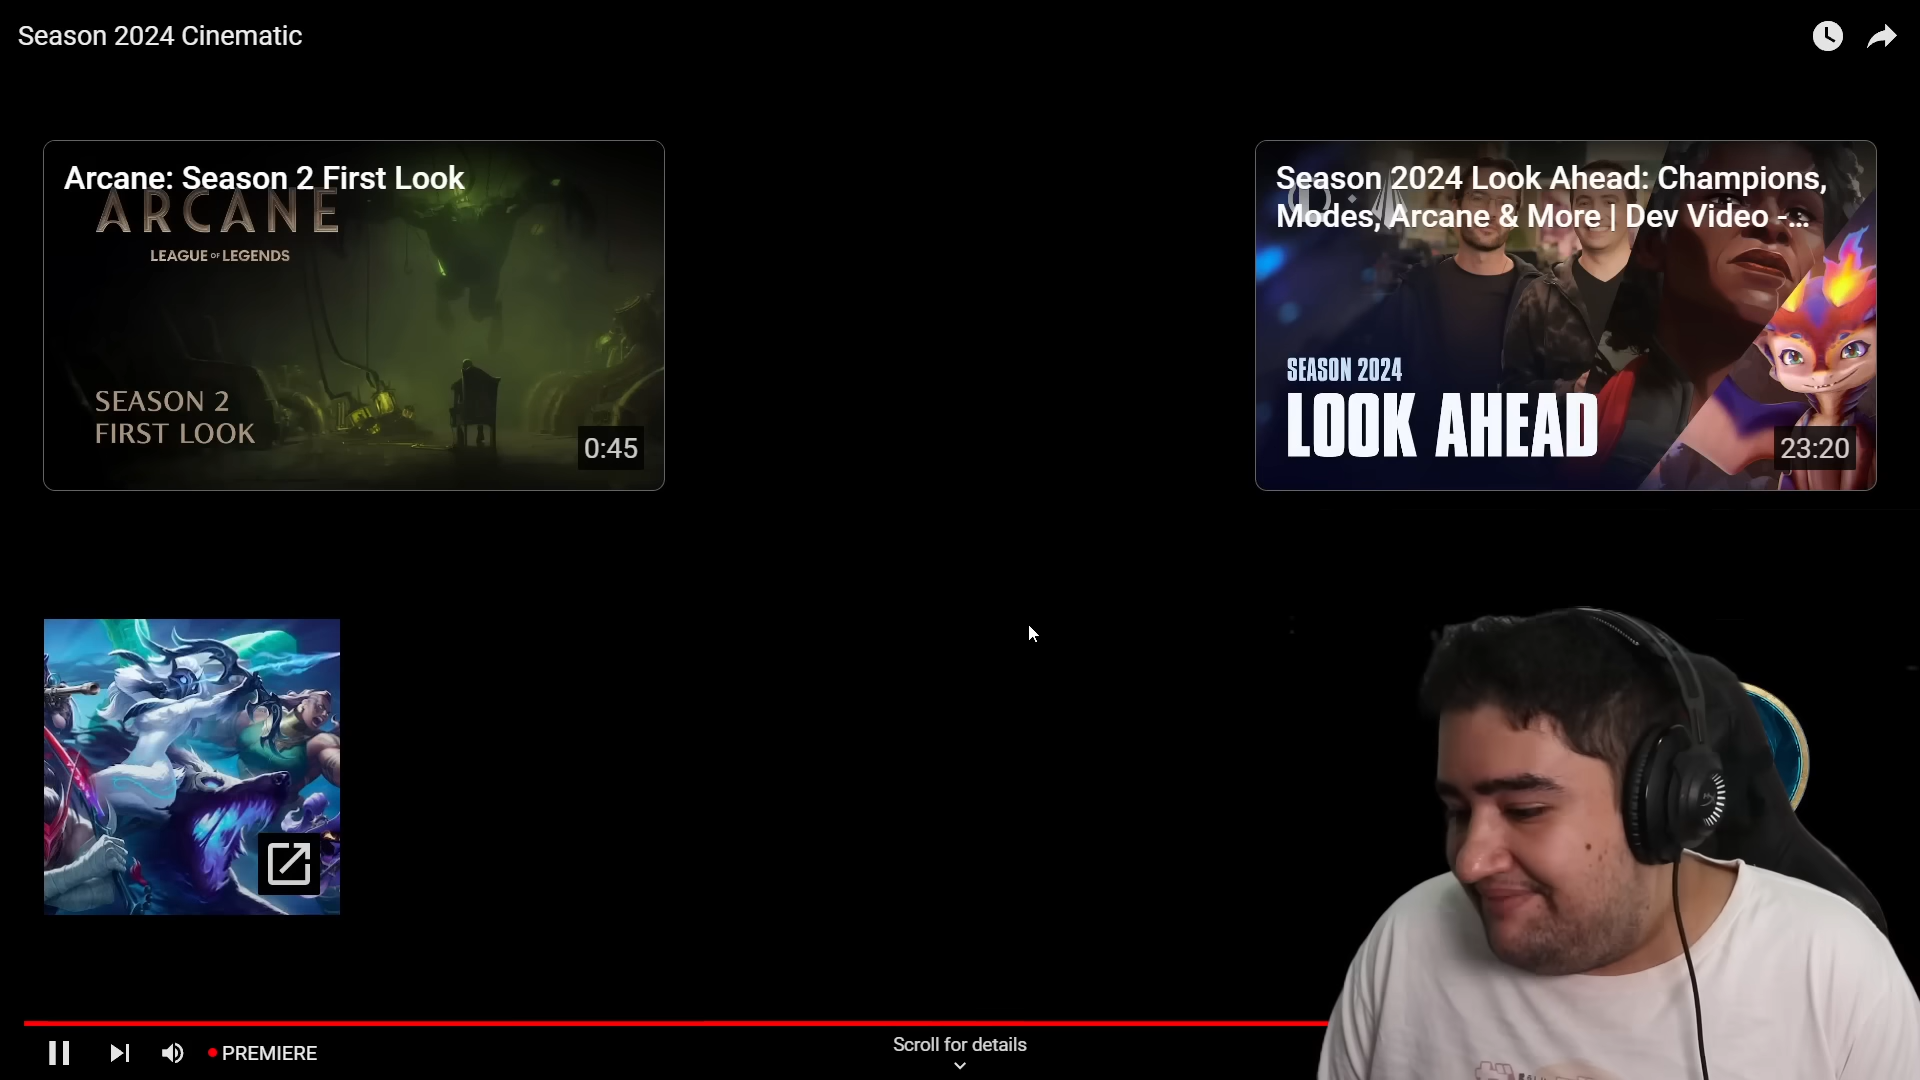 Season 2024 Cinematic
Arcane: Season 2 First Look
ARCANE
LEAGUE OF LEGENDS
SEASON 2
FIRST LOOK
0:45
Season 2024 Look Ahead: Champions,
Modes, Arcane & More | Dev Video -...
SEASON 2024
LOOK AHEAD
23:20
PREMIERE
Scroll for details